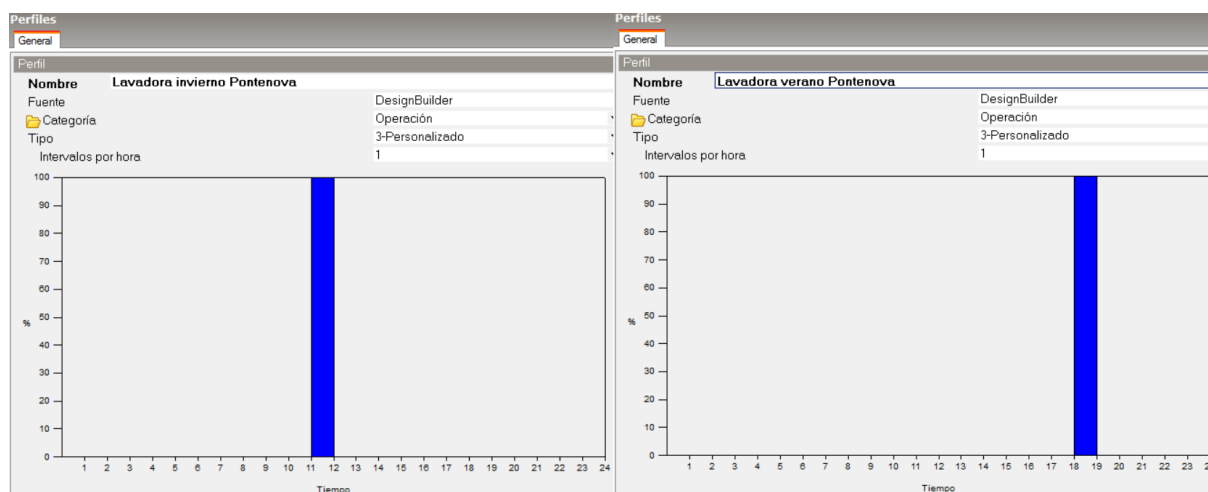 Perfiles
General
Perfil
Nombre Lavadora invierno Pontenova
Fuente DesignBuilder
Categoría Operación
Tipo 3-Personalizado
Intervalos por hora 1
100
90
80
70
60
50
%
40
30
20
10
0
1 2 3 4 5 6 7 8 9 10 11 12 13 14 15 16 17 18 19 20 21 22 23 24
Tiempo
Perfiles
General
Perfil
Nombre Lavadora verano Pontenova
Fuente DesignBuilder
Categoría Operación
Tipo 3-Personalizado
Intervalos por hora 1
100
90
80
70
60
50
%
40
30
20
10
0
1 2 3 4 5 6 7 8 9 10 11 12 13 14 15 16 17 18 19 20 21 22 23
Tiempo